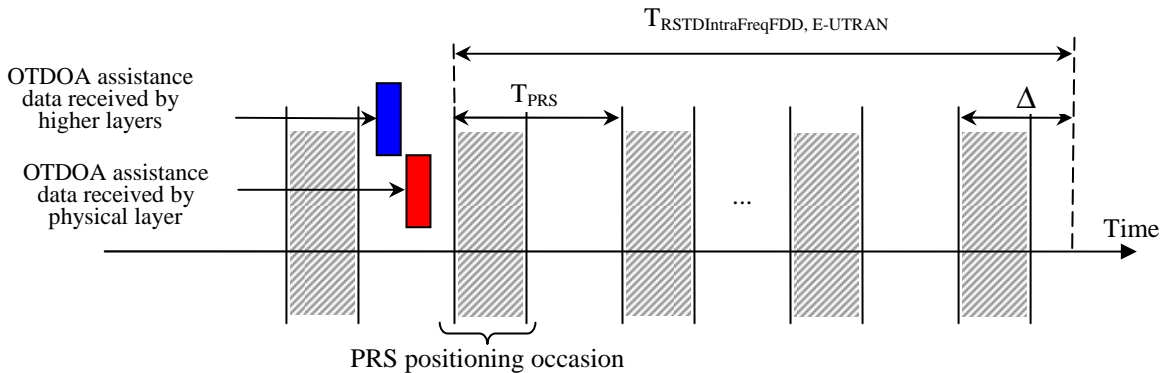 T_RSTDIntraFreqFDD, E-UTRAN
OTDOA assistance
data received by
higher layers
T_PRS
Δ
OTDOA assistance
data received by
physical layer
...
Time
PRS positioning occasion